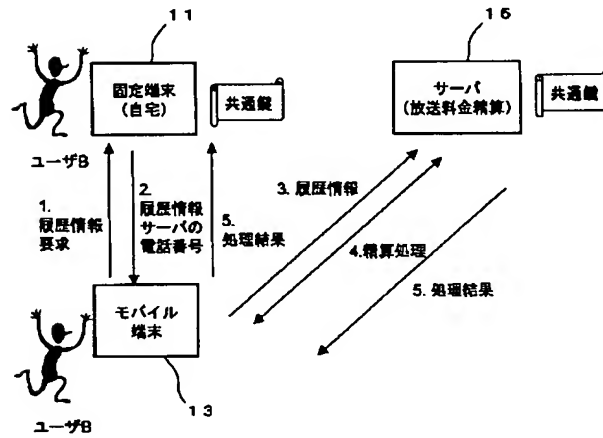 11
15
固定端末
(自宅)
共通鍵
サーバ
(放送料金精算)
共通鍵
ユーザB
1.
履歴情報
要求
2.
履歴情報
サーバの
電話番号
5.
処理結果
3. 履歴情報
4.精算処理
5. 処理結果
モバイル
端末
13
ユーザB